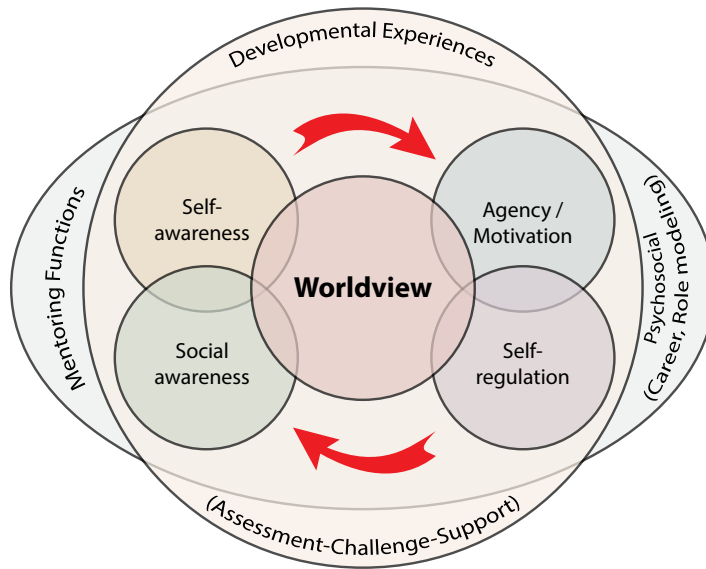 Developmental Experiences
Mentoring Functions
Self-
awareness
Agency /
Motivation
Worldview
Social
awareness
Self-
regulation
Psychosocial
(Career, Role modeling)
(Assessment-Challenge-Support)